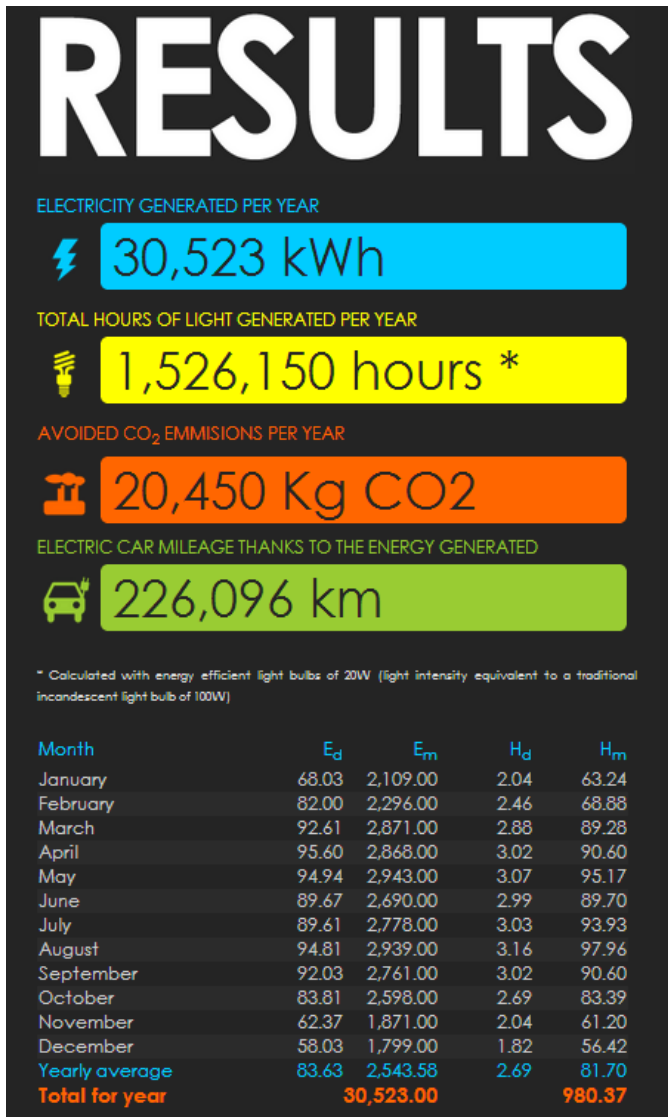 RESULTS
ELECTRICITY GENERATED PER YEAR
30,523 kWh
TOTAL HOURS OF LIGHT GENERATED PER YEAR
1,526,150 hours *
AVOIDED CO₂ EMMISIONS PER YEAR
20,450 Kg CO2
ELECTRIC CAR MILEAGE THANKS TO THE ENERGY GENERATED
226,096 km
* Calculated with energy efficient light bulbs of 20W (light intensity equivalent to a traditional
incandescent light bulb of 100W)
Month Ed Em Hd Hm
January 68.03 2,109.00 2.04 63.24
February 82.00 2,296.00 2.46 68.88
March 92.61 2,871.00 2.88 89.28
April 95.60 2,868.00 3.02 90.60
May 94.94 2,943.00 3.07 95.17
June 89.67 2,690.00 2.99 89.70
July 89.61 2,778.00 3.03 93.93
August 94.81 2,939.00 3.16 97.96
September 92.03 2,761.00 3.02 90.60
October 83.81 2,598.00 2.69 83.39
November 62.37 1,871.00 2.04 61.20
December 58.03 1,799.00 1.82 56.42
Yearly average 83.63 2,543.58 2.69 81.70
Total for year 30,523.00 980.37